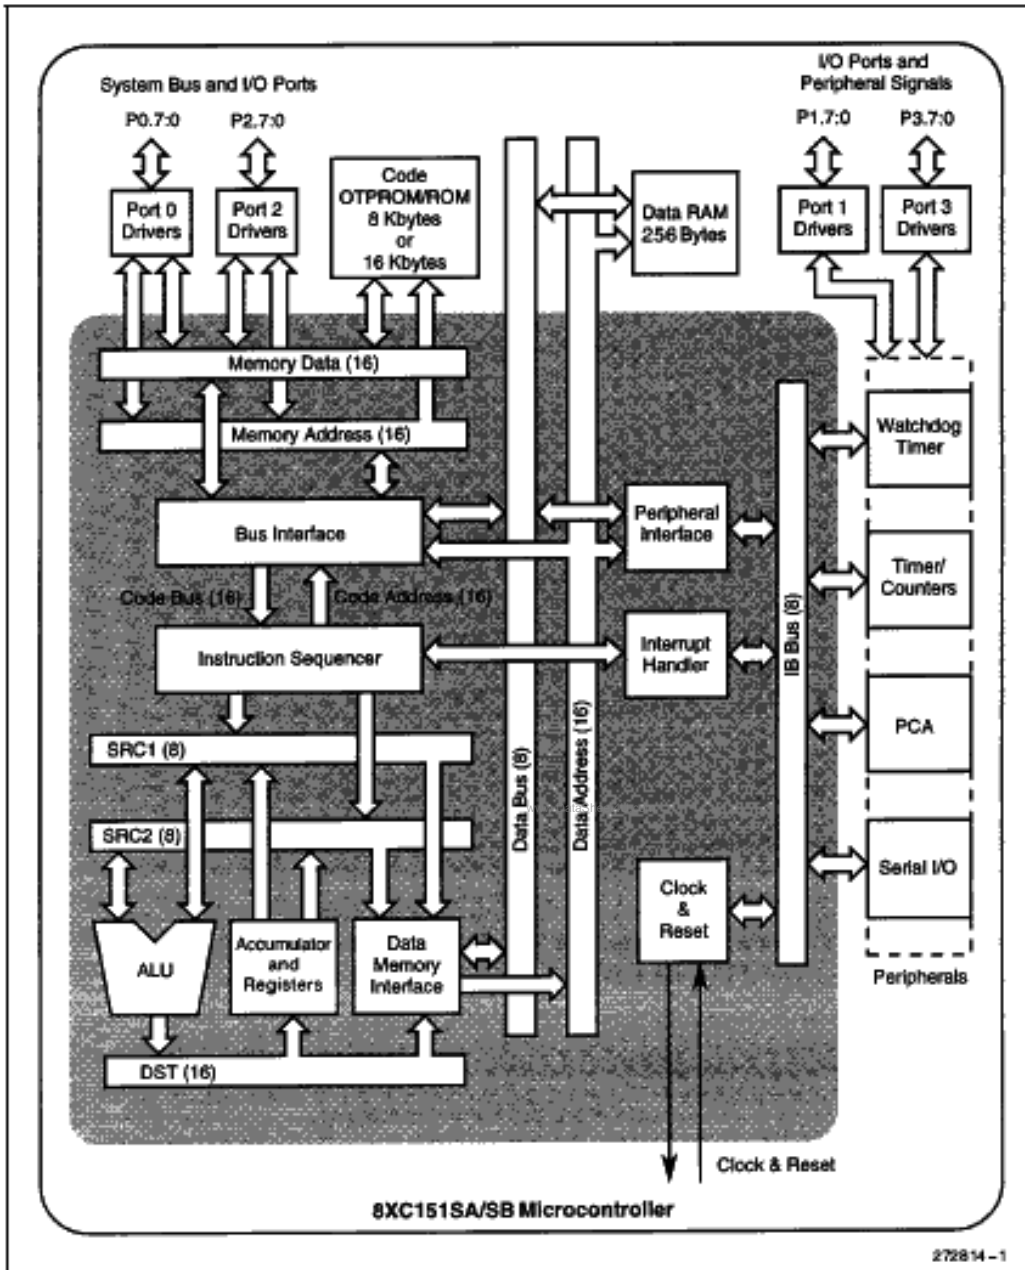 System Bus and I/O Ports
I/O Ports and
Peripheral Signals
P0.7:0
P2.7:0
P1.7:0
P3.7:0
Port 0
Drivers
Port 2
Drivers
Code
OTPROM/ROM
8 Kbytes
or
16 Kbytes
Data RAM
256 Bytes
Port 1
Drivers
Port 3
Drivers
Memory Data (16)
Memory Address (16)
Bus Interface
Peripheral
Interface
Watchdog
Timer
Code Bus (16)
Code Address (16)
Timer/
Counters
Instruction Sequencer
Interrupt
Handler
IB Bus (8)
SRC1 (8)
Data Bus (8)
Data Address (16)
PCA
SRC2 (8)
ALU
Accumulator
and
Registers
Data
Memory
Interface
Clock
&
Reset
Serial I/O
Peripherals
DST (16)
Clock & Reset
8XC151SA/SB Microcontroller
272814-1